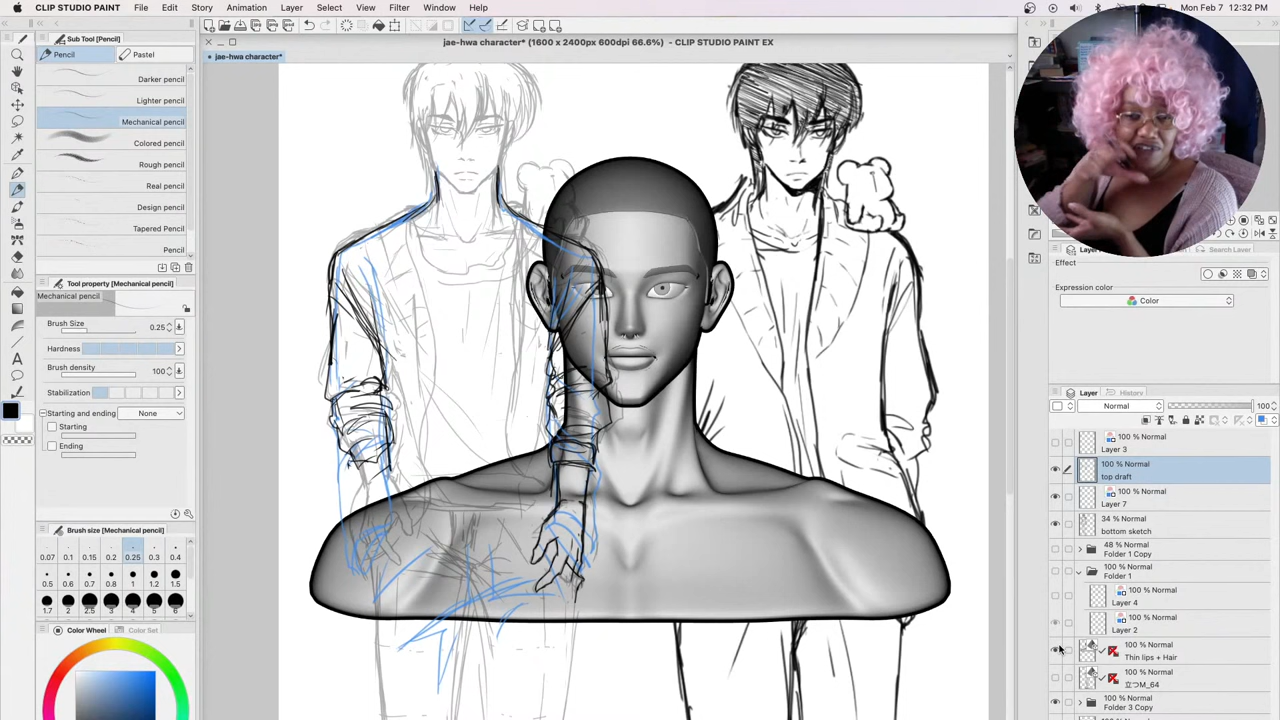 CLIP STUDIO PAINT File Edit Story Animation Layer Select View Filter Window Help Mon Feb 7 12:32 PM
Sub Tool [Pencil]
jae-hwa character* (1600 x 2400px 600dpi 66.6%) - CLIP STUDIO PAINT EX
Pencil Pastel
jae-hwa character*
Darker pencil
Lighter pencil
Mechanical pencil
Colored pencil
Rough pencil
Real pencil
Design pencil
Tapered Pencil
Pencil
Tool property [Mechanical pencil]
Mechanical pencil
Brush Size 0.25
Hardness
Brush density 100
Stabilization
Starting and ending None
Starting
Ending
Brush size [Mechanical pencil]
0.07 0.1 0.15 0.2 0.25 0.3 0.4
0.5 0.6 0.7 0.8 1 1.2 1.5
1.7 2 2.5 3 4 5 6
Color Wheel Color Set
Search Layer
Effect
Expression color
Color
Layer History
Normal 100
100 % Normal
Layer 3
100 % Normal
top draft
100 % Normal
Layer 7
34 % Normal
bottom sketch
48 % Normal
Folder 1 Copy
100 % Normal
Folder 1
100 % Normal
Layer 4
100 % Normal
Layer 2
100 % Normal
Thin lips + Hair
100 % Normal
立つM_64
100 % Normal
Folder 3 Copy